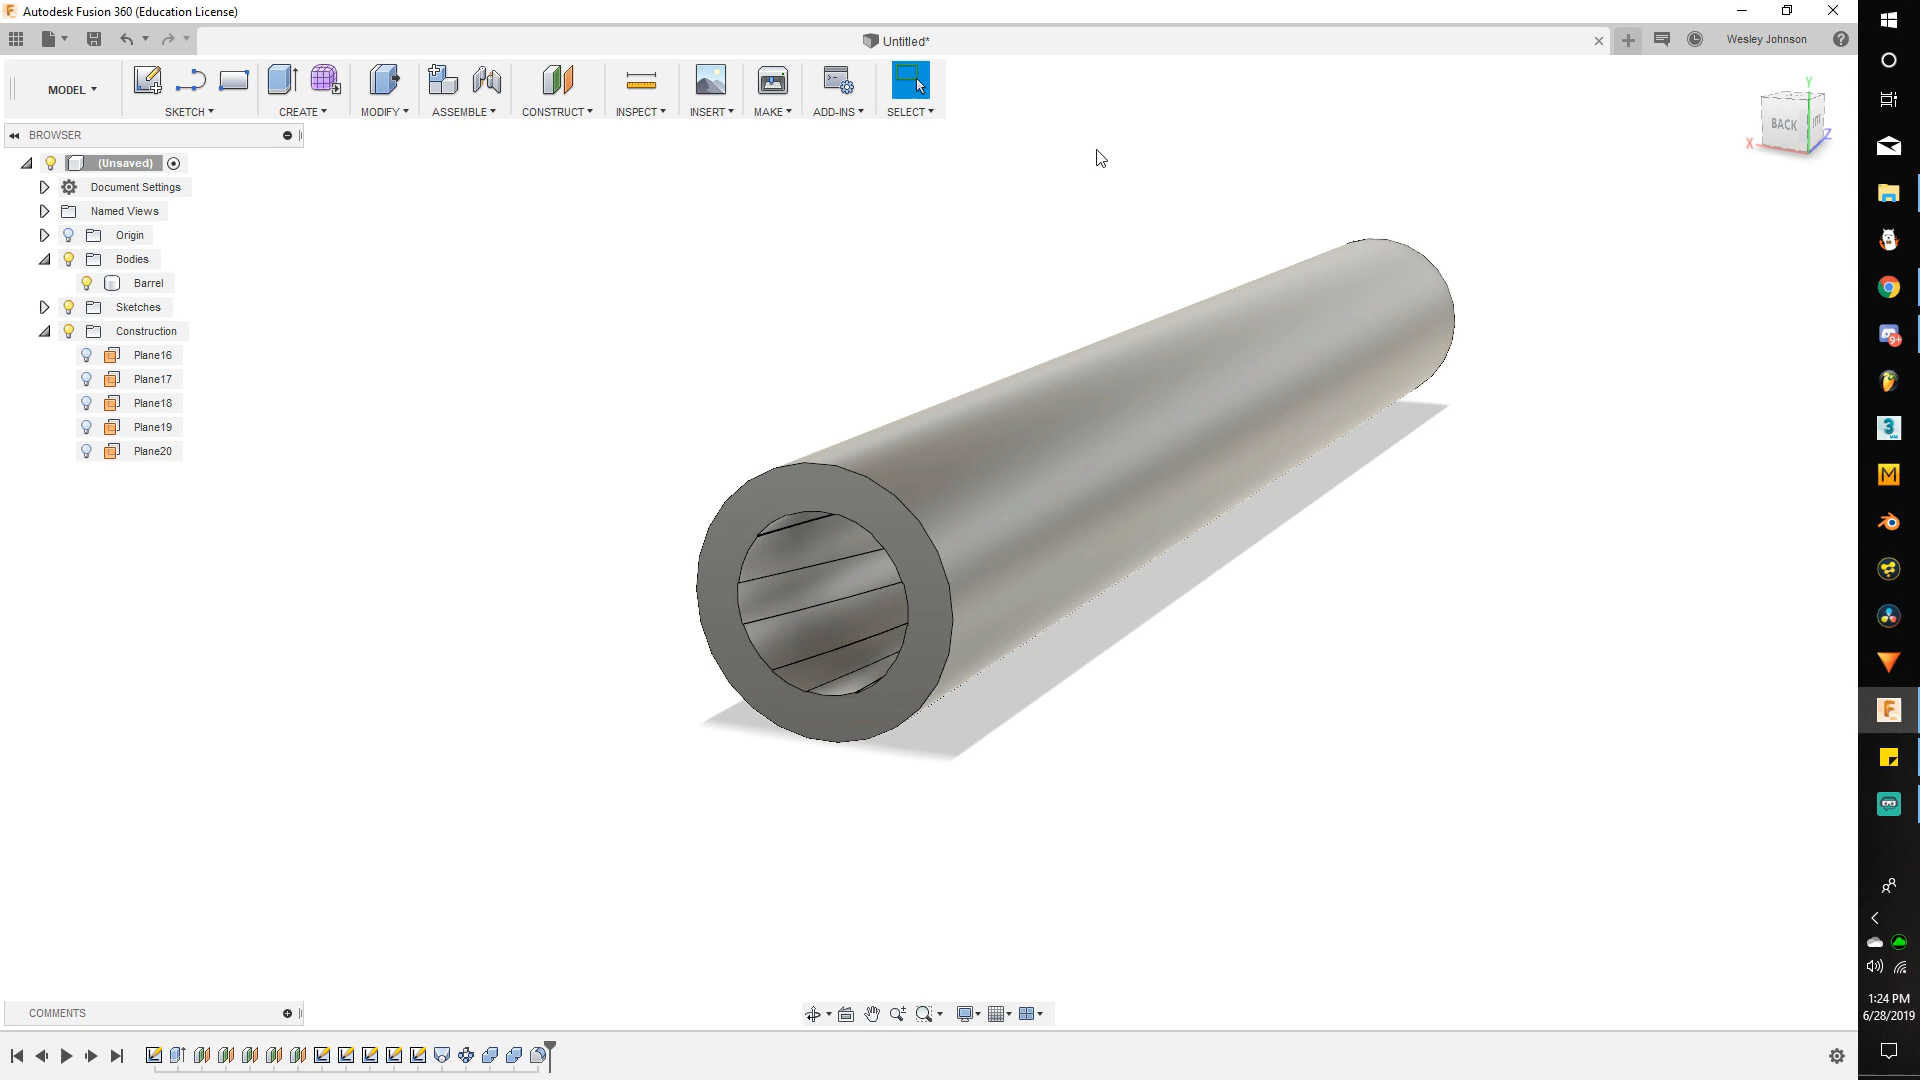 Autodesk Fusion 360 (Education License)
Untitled*
Wesley Johnson
MODEL
SKETCH
CREATE
MODIFY
ASSEMBLE
CONSTRUCT
INSPECT
INSERT
MAKE
ADD-INS
SELECT
BROWSER
(Unsaved)
Document Settings
Named Views
Origin
Bodies
Barrel
Sketches
Construction
Plane16
Plane17
Plane18
Plane19
Plane20
Y
BACK
X
Z
9+
3
M
F
COMMENTS
1:24 PM
6/28/2019